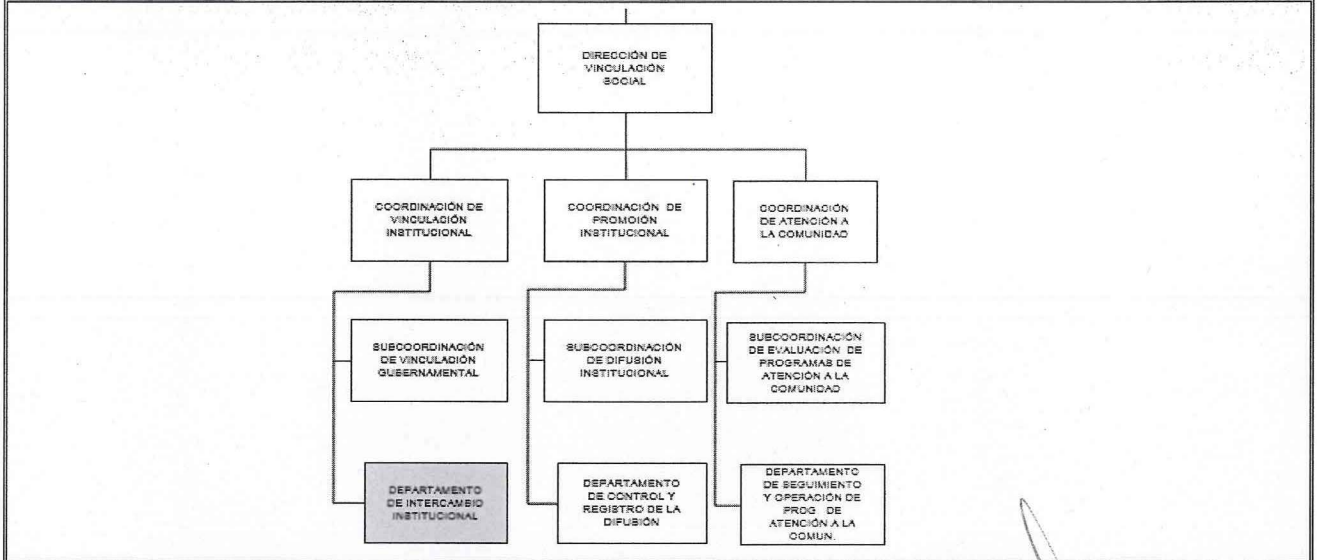 DIRECCIÓN DE
VINCULACIÓN
SOCIAL
COORDINACIÓN DE
VINCULACIÓN
INSTITUCIONAL
COORDINACIÓN DE
PROMOIÓN
INSTITUCIONAL
COORDINACIÓN
DE ATENCIÓN A
LA COMUNIDAD
SUBCOORDINACIÓN
DE VINCULACIÓN
GUBERNAMENTAL
SUBCOORDINACIÓN
DE DIFUSIÓN
INSTITUCIONAL
SUBCOORDINACIÓN
DE EVALUACIÓN DE
PROGRAMAS DE
ATENCIÓN A LA
COMUNIDAD
DEPARTAMENTO
DE INTERCAMBIO
INSTITUCIONAL
DEPARTAMENTO
DE CONTROL Y
REGISTRO DE LA
DIFUSIÓN
DEPARTAMENTO
DE SEGUIMIENTO
Y OPERACIÓN DE
PROG. DE
ATENCIÓN A LA
COMUN.